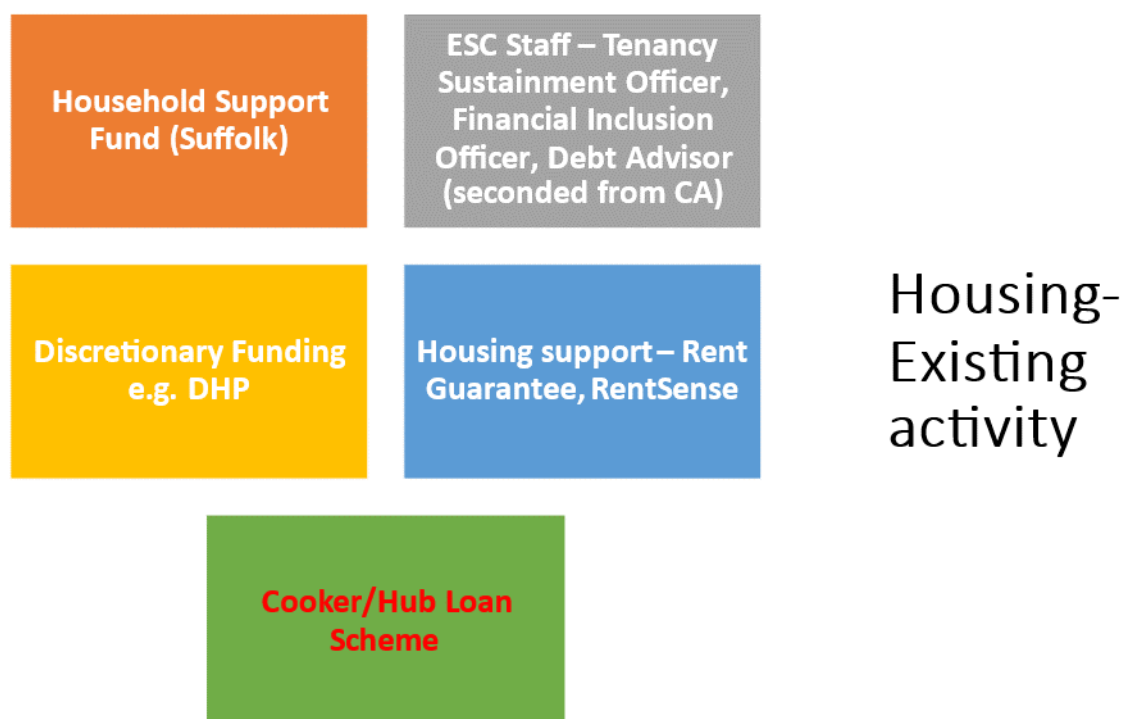 Household Support
Fund (Suffolk)
ESC Staff – Tenancy
Sustainment Officer,
Financial Inclusion
Officer, Debt Advisor
(seconded from CA)
Discretionary Funding
e.g. DHP
Housing support – Rent
Guarantee, RentSense
Cooker/Hub Loan
Scheme
Housing-
Existing
activity